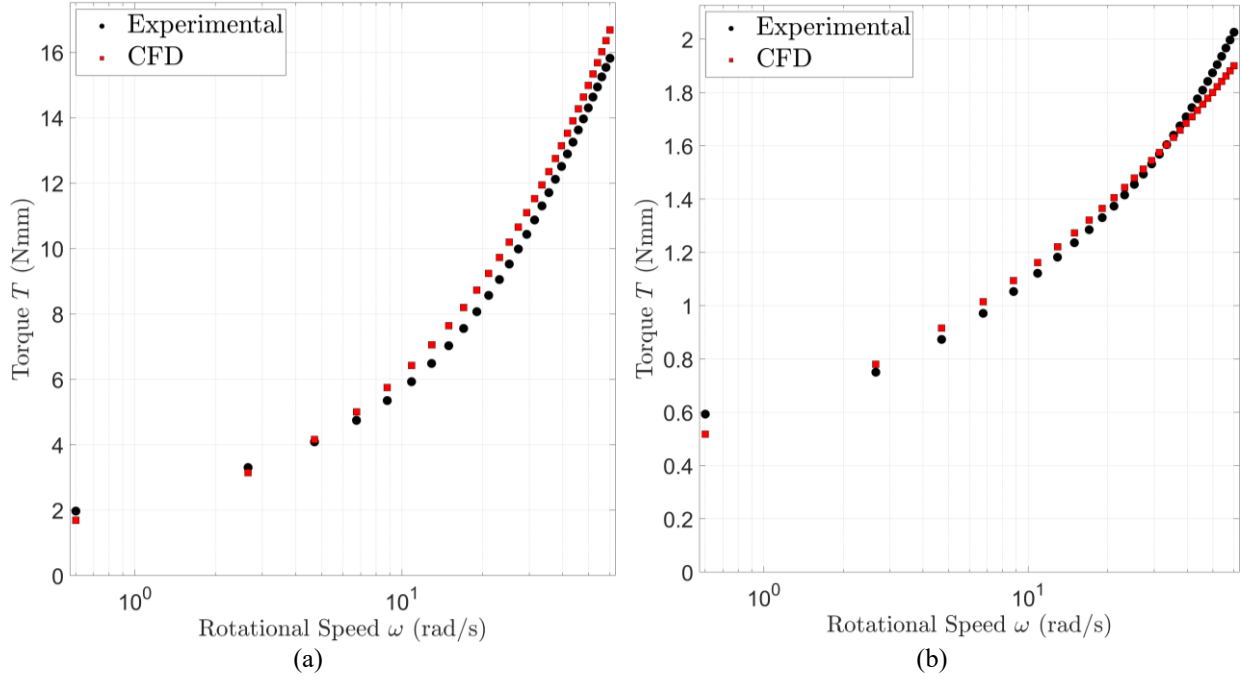 Experimental
CFD
16
14
12
10
8
6
4
2
0
Torque T (Nmm)
10^0
10^1
Rotational Speed ω (rad/s)
(a)
Experimental
CFD
2
1.8
1.6
1.4
1.2
1
0.8
0.6
0.4
0.2
0
Torque T (Nmm)
10^0
10^1
Rotational Speed ω (rad/s)
(b)